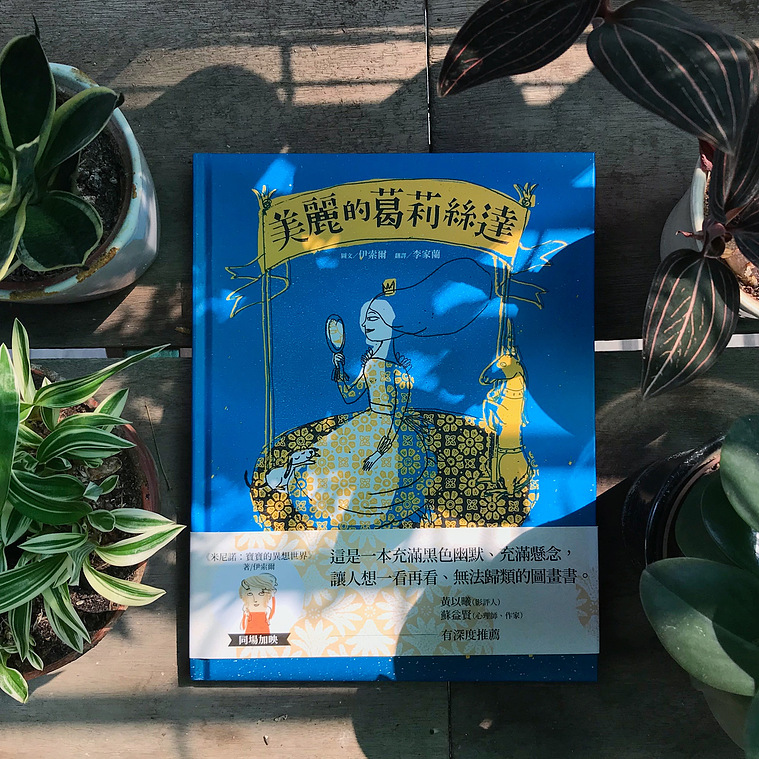 美麗的葛莉絲達
圖文／伊索爾 翻譯／李家蘭
《米尼諾：寶寶的異想世界》
著/伊索爾
同場加映
這是一本充滿黑色幽默、充滿懸念，
讓人想一看再看、無法歸類的圖畫書。
黃以曦(影評人)
蘇益賢(心理師、作家)
有深度推薦